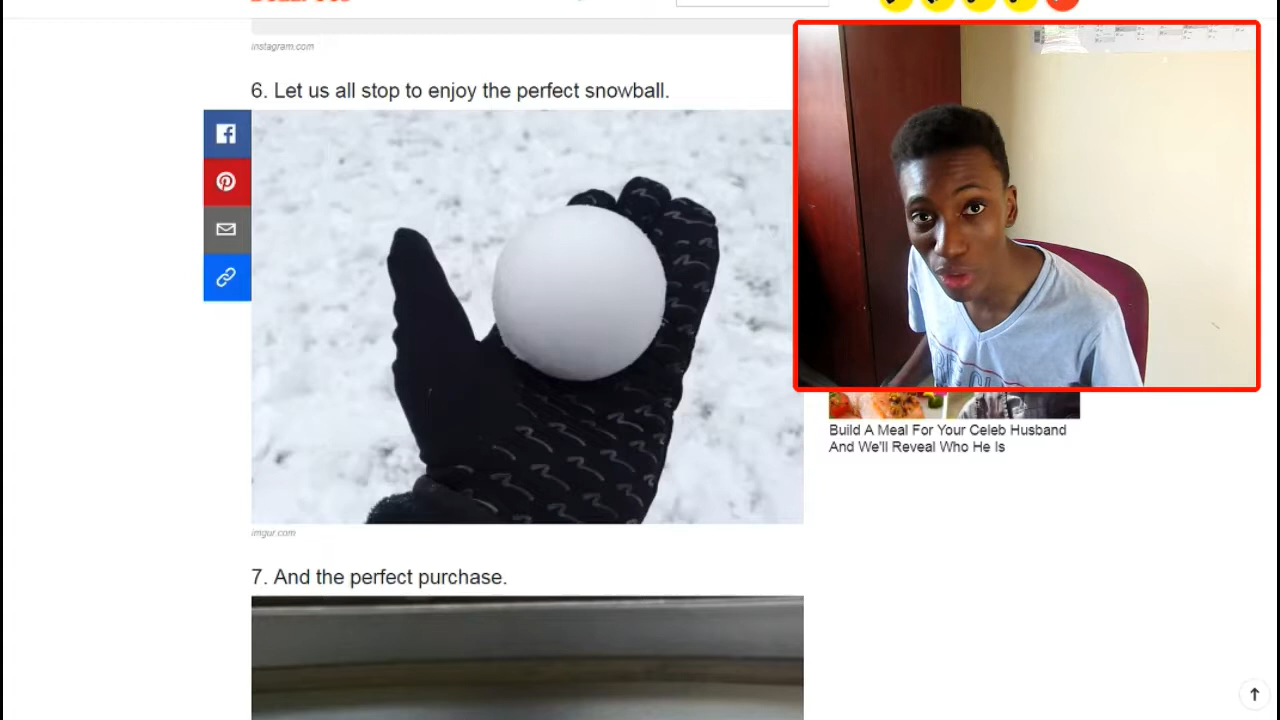 instagram.com
6. Let us all stop to enjoy the perfect snowball.
Build A Meal For Your Celeb Husband
And We'll Reveal Who He Is
imgur.com
7. And the perfect purchase.